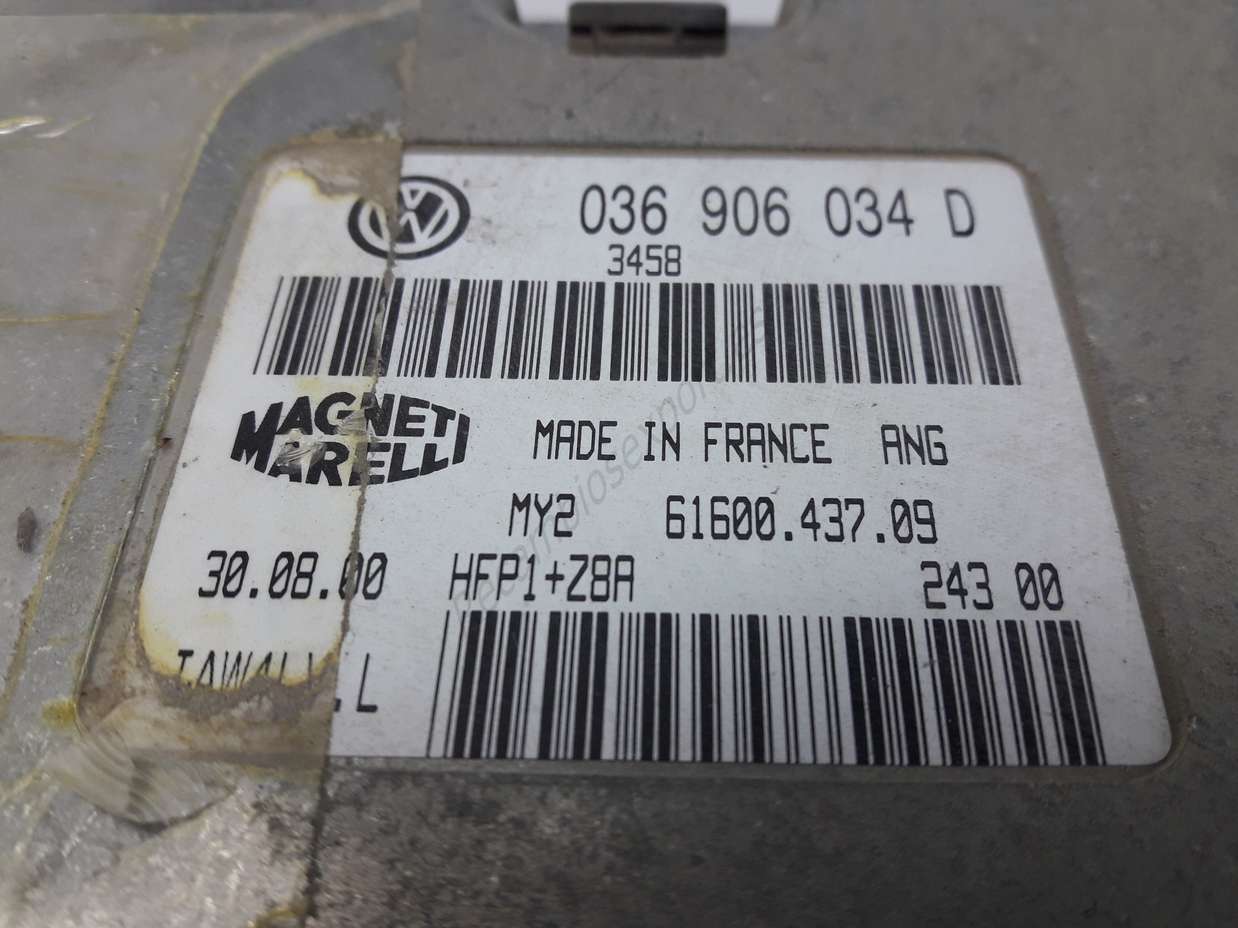 036 906 034 D
3458
MAGNETI
MARELLI
MADE IN FRANCE ANG
MY2 61600.437.09
30.08.00 HFP1+Z8A 243 00